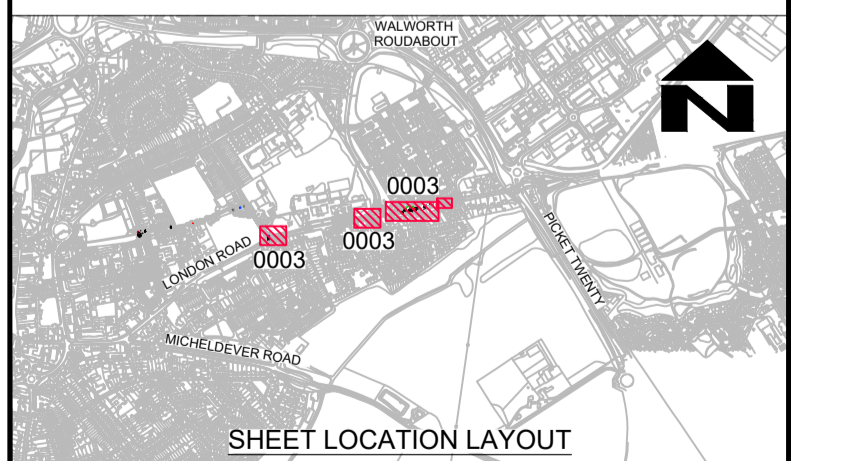 WALWORTH
ROUDABOUT
N
0003
0003
0003
LONDON ROAD
PICKET TWENTY
MICHELDEVER ROAD
SHEET LOCATION LAYOUT